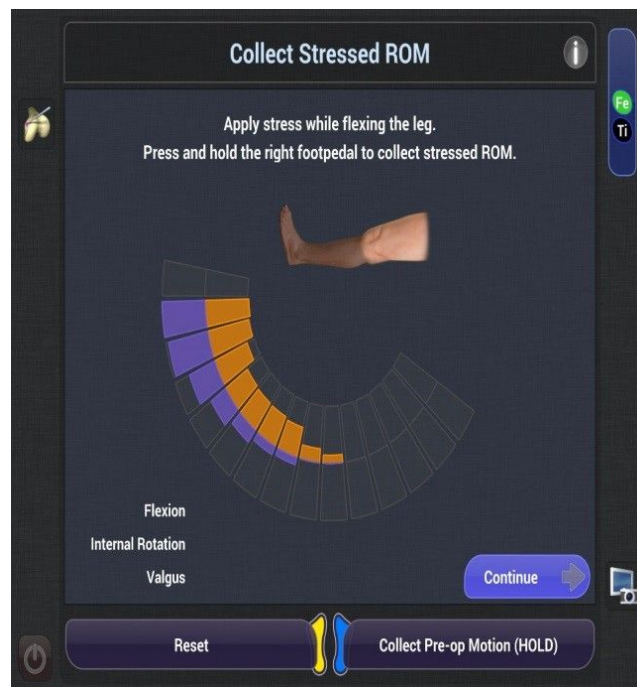 Collect Stressed ROM
i
Apply stress while flexing the leg.
Press and hold the right footpedal to collect stressed ROM.
Fe
Ti
Flexion
Internal Rotation
Valgus
Continue
Reset
Collect Pre-op Motion (HOLD)